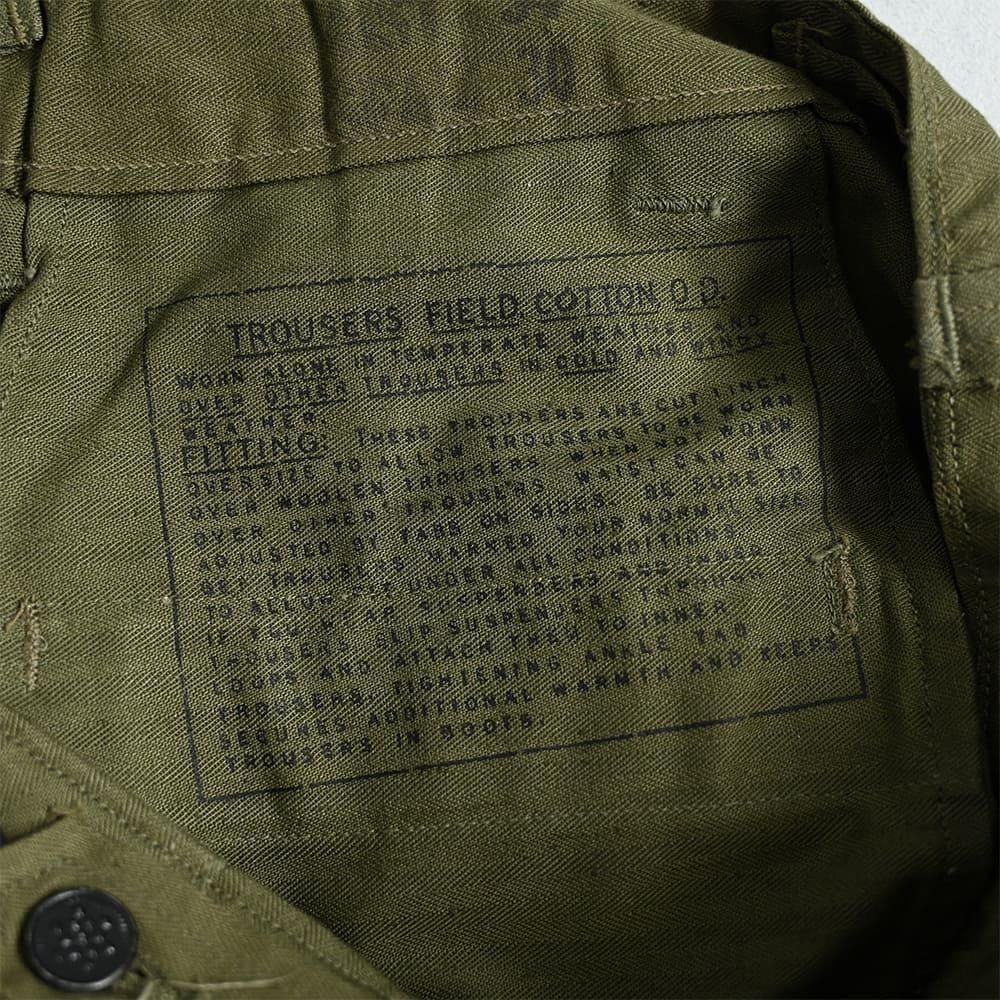 30
30
TROUSERS FIELD, COTTON O.D.
WORN ALONE IN TEMPERATE WEATHER AND
OVER OTHER TROUSERS IN COLD AND WINDY
WEATHER.
FITTING: THESE TROUSERS ARE CUT 1 INCH
OVERSIZE TO ALLOW TROUSERS TO BE WORN
OVER WOOLEN TROUSERS. WHEN NOT WORN
OVER OTHER TROUSERS, WAIST CAN BE
ADJUSTED BY TABS ON SIDES. BE SURE TO
GET TROUSERS MARKED YOUR NORMAL SIZE
TO ALLOW FIT UNDER ALL CONDITIONS.
IF YOU WEAR SUSPENDERS AND INNER
TROUSERS SLIP SUSPENDERS THROUGH
LOOPS AND ATTACH THEM TO INNER
TROUSERS. TIGHTENING ANKLE TAB
SECURES ADDITIONAL WARMTH AND KEEPS
TROUSERS IN BOOTS.